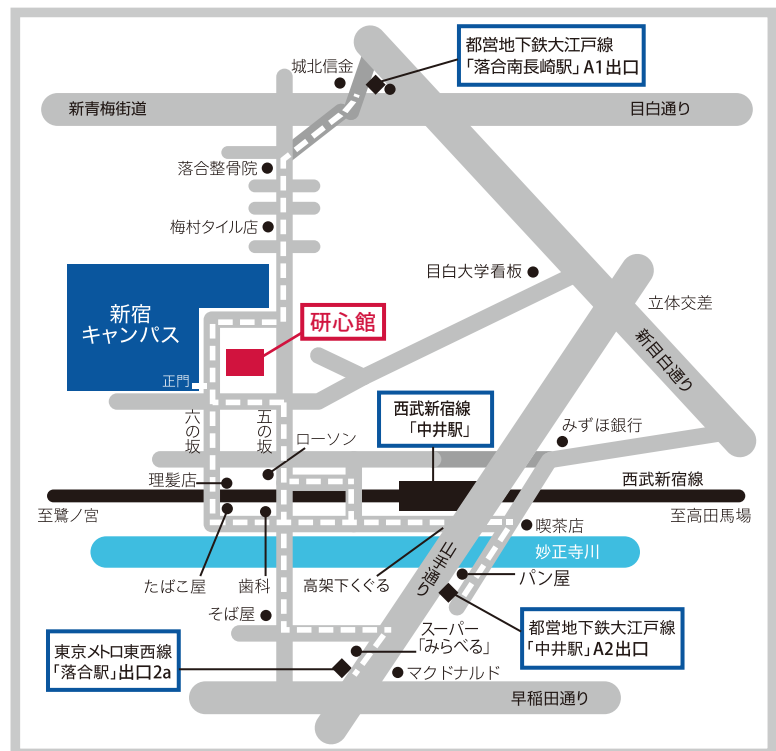 都営地下鉄大江戸線
「落合南長崎駅」A1出口
城北信金
新青梅街道
目白通り
落合整骨院
梅村タイル店
目白大学看板
新宿
キャンパス
研心館
立体交差
新目白通り
正門
六の坂
五の坂
西武新宿線
「中井駅」
みずほ銀行
ローソン
理髪店
西武新宿線
至鷺ノ宮
至高田馬場
喫茶店
山手通り
妙正寺川
たばこ屋
歯科
高架下くぐる
パン屋
そば屋
スーパー
「みらべる」
都営地下鉄大江戸線
「中井駅」A2出口
東京メトロ東西線
「落合駅」出口2a
マクドナルド
早稲田通り